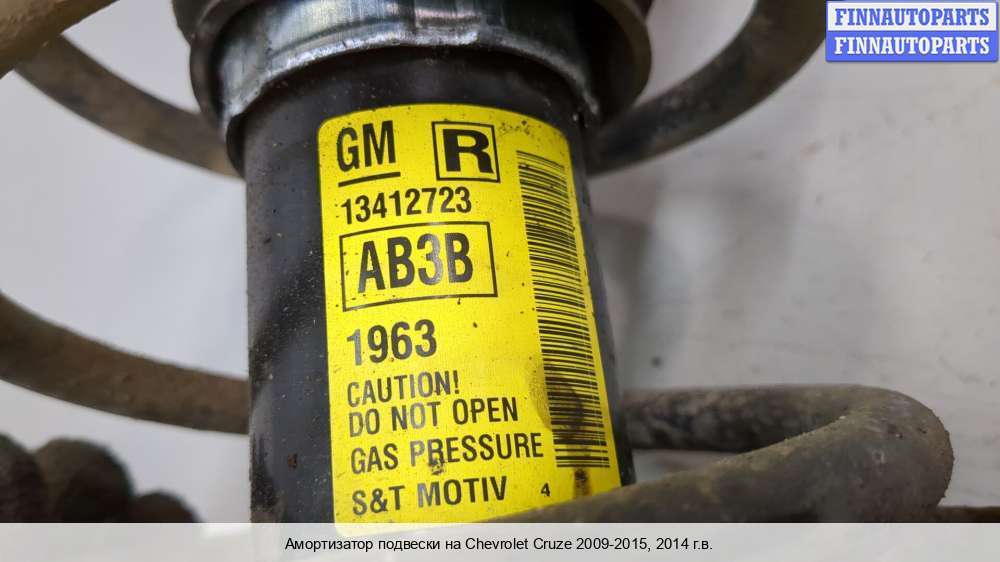 FINNAUTOPARTS
FINNAUTOPARTS
GM R
13412723
AB3B
1963
CAUTION!
DO NOT OPEN
GAS PRESSURE
S&T MOTIV 4
Амортизатор подвески на Chevrolet Cruze 2009-2015, 2014 г.в.